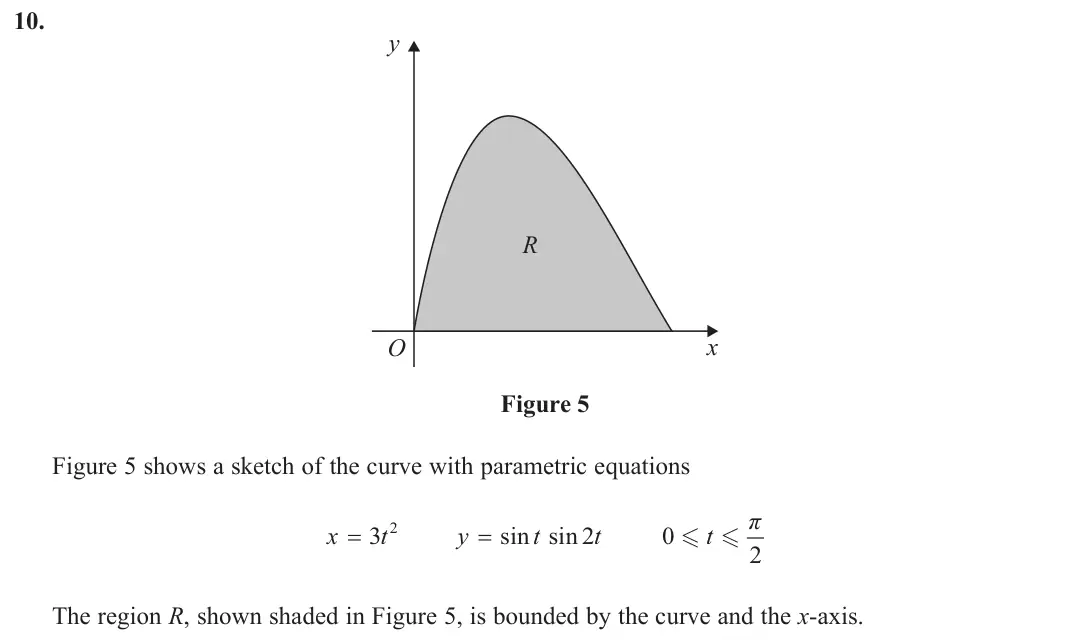 10.
y
R
O
x
Figure 5
Figure 5 shows a sketch of the curve with parametric equations
x = 3t² y = sin t sin 2t 0 ⩽ t ⩽ π/2
The region R, shown shaded in Figure 5, is bounded by the curve and the x-axis.